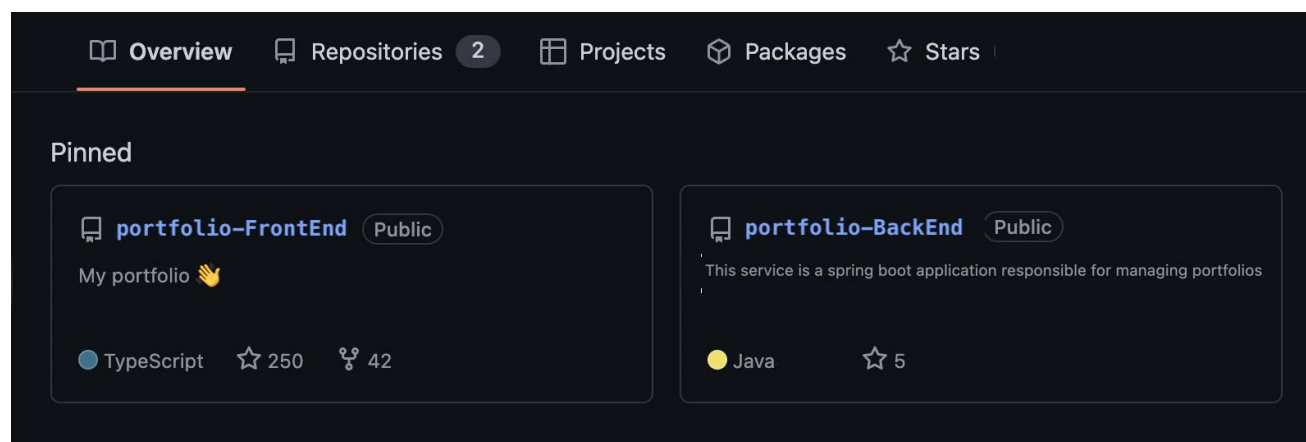 Overview Repositories 2 Projects Packages Stars
Pinned
portfolio-FrontEnd Public
My portfolio 👋
TypeScript 250 42
portfolio-BackEnd Public
This service is a spring boot application responsible for managing portfolios
Java 5